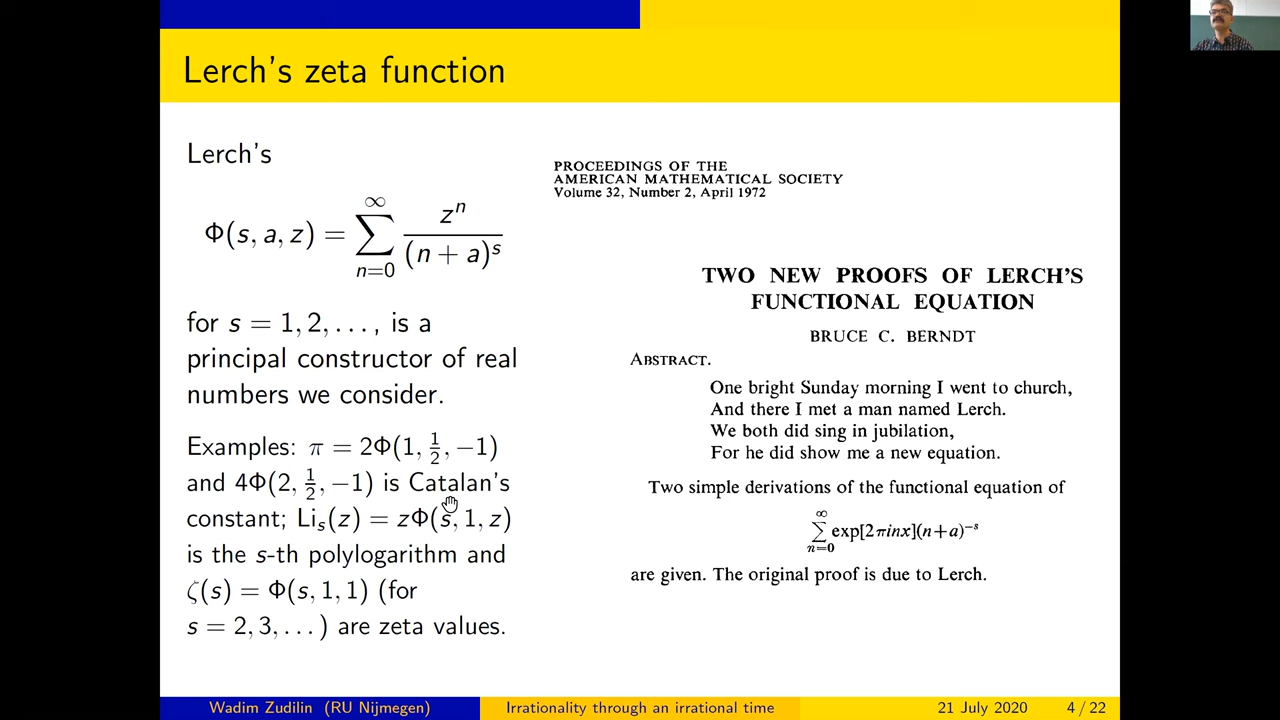 Lerch's zeta function
Lerch's
Φ(s, a, z) = ∑_{n=0}^{∞} z^n / (n + a)^s
for s = 1, 2, . . . , is a
principal constructor of real
numbers we consider.
Examples: π = 2Φ(1, 1/2, −1)
and 4Φ(2, 1/2, −1) is Catalan's
constant; Li_s(z) = zΦ(s, 1, z)
is the s-th polylogarithm and
ζ(s) = Φ(s, 1, 1) (for
s = 2, 3, . . . ) are zeta values.
PROCEEDINGS OF THE
AMERICAN MATHEMATICAL SOCIETY
Volume 32, Number 2, April 1972
TWO NEW PROOFS OF LERCH'S
FUNCTIONAL EQUATION
BRUCE C. BERNDT
ABSTRACT.
One bright Sunday morning I went to church,
And there I met a man named Lerch.
We both did sing in jubilation,
For he did show me a new equation.
Two simple derivations of the functional equation of
∑_{n=0}^{∞} exp[2πinx](n+a)^{−s}
are given. The original proof is due to Lerch.
Wadim Zudilin (RU Nijmegen)
Irrationality through an irrational time
21 July 2020
4 / 22